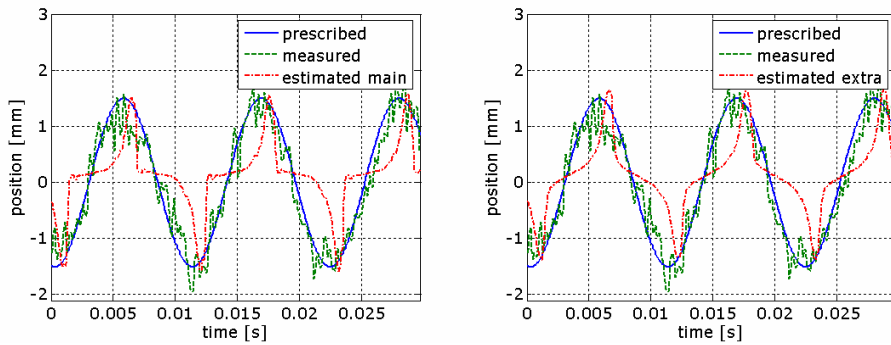 3
2
1
0
-1
-2
position [mm]
prescribed
measured
estimated main
0
0.005
0.01
0.015
0.02
0.025
time [s]
3
2
1
0
-1
-2
position [mm]
prescribed
measured
estimated extra
0
0.005
0.01
0.015
0.02
0.025
time [s]